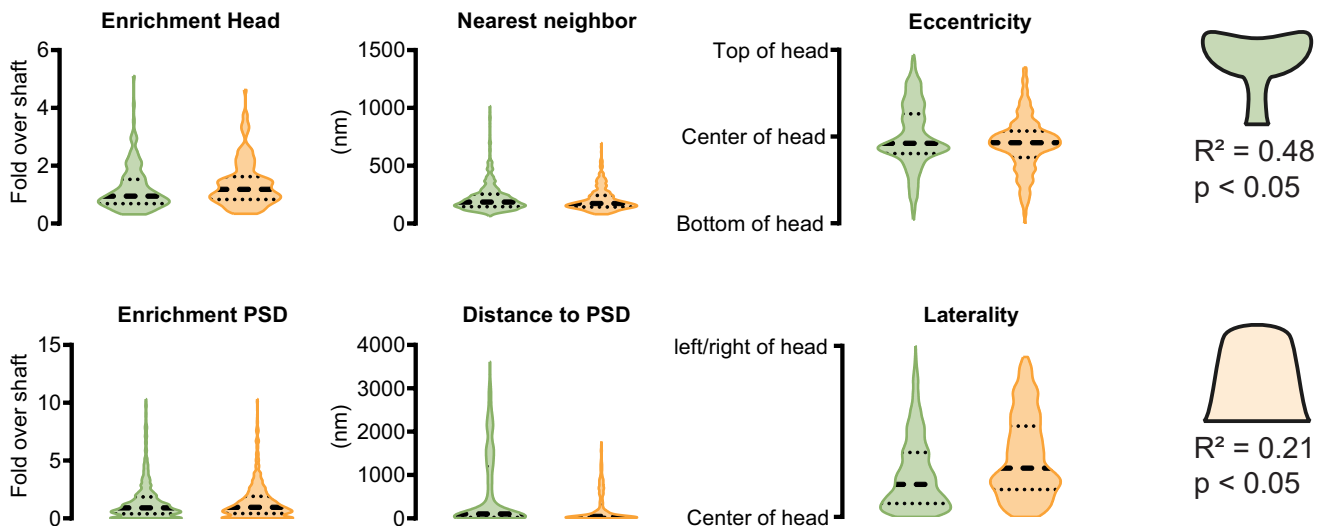 Enrichment Head
Fold over shaft
6
4
2
0
Nearest neighbor
(nm)
1500
1000
500
0
Eccentricity
Top of head
Center of head
Bottom of head
R² = 0.48
p < 0.05
Enrichment PSD
Fold over shaft
15
10
5
0
Distance to PSD
(nm)
4000
3000
2000
1000
0
Laterality
left/right of head
Center of head
R² = 0.21
p < 0.05